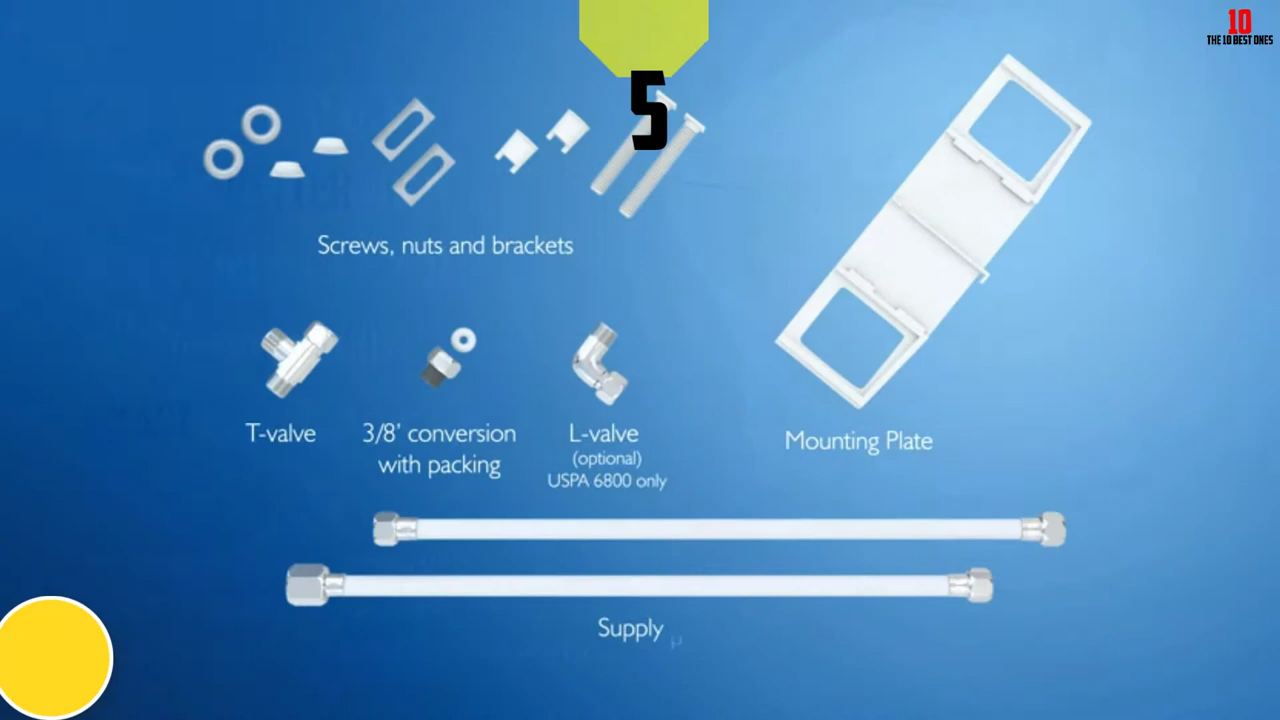 10
THE 10 BEST ONES
5
Screws, nuts and brackets
T-valve
3/8' conversion
with packing
L-valve
(optional)
USPA 6800 only
Mounting Plate
Supply